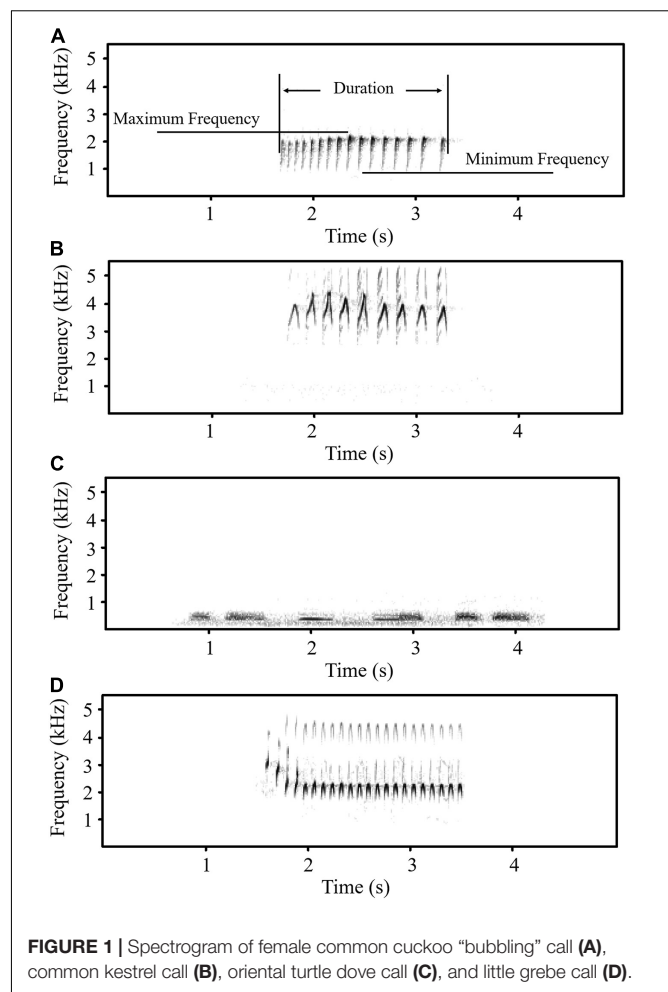 A
Frequency (kHz)
5
4
3
2
1
Duration
Maximum Frequency
Minimum Frequency
1 2 3 4
Time (s)
B
Frequency (kHz)
5
4
3
2
1
1 2 3 4
Time (s)
C
Frequency (kHz)
5
4
3
2
1
1 2 3 4
Time (s)
D
Frequency (kHz)
5
4
3
2
1
1 2 3 4
Time (s)
FIGURE 1 | Spectrogram of female common cuckoo “bubbling” call (A),
common kestrel call (B), oriental turtle dove call (C), and little grebe call (D).